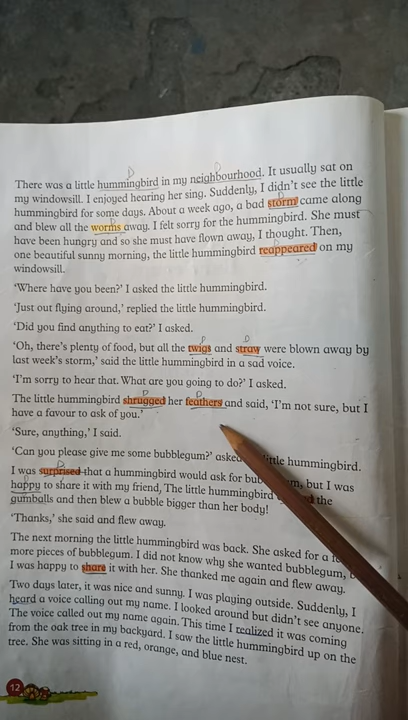 There was a little hummingbird in my neighbourhood. It usually sat on
my windowsill. I enjoyed hearing her sing. Suddenly, I didn't see the little
hummingbird for some days. About a week ago, a bad storm came along
and blew all the worms away. I felt sorry for the hummingbird. She must
have been hungry and so she must have flown away, I thought. Then,
one beautiful sunny morning, the little hummingbird reappeared on my
windowsill.
'Where have you been?' I asked the little hummingbird.
'Just out flying around,' replied the little hummingbird.
'Did you find anything to eat?' I asked.
'Oh, there's plenty of food, but all the twigs and straw were blown away by
last week's storm,' said the little hummingbird in a sad voice.
'I'm sorry to hear that. What are you going to do?' I asked.
The little hummingbird shrugged her feathers and said, 'I'm not sure, but I
have a favour to ask of you.'
'Sure, anything,' I said.
'Can you please give me some bubblegum?' asked little hummingbird.
I was surprised that a hummingbird would ask for but I was
happy to share it with my friend. The little hummingbird the
gumballs and then blew a bubble bigger than her body!
'Thanks,' she said and flew away.
The next morning the little hummingbird was back. She asked for a
more pieces of bubblegum. I did not know why she wanted bubblegum,
I was happy to share it with her. She thanked me again and flew away.
Two days later, it was nice and sunny. I was playing outside. Suddenly, I
heard a voice calling out my name. I looked around but didn't see anyone.
The voice called out my name again. This time I realized it was coming
from the oak tree in my backyard. I saw the little hummingbird up on the
tree. She was sitting in a red, orange, and blue nest.
12